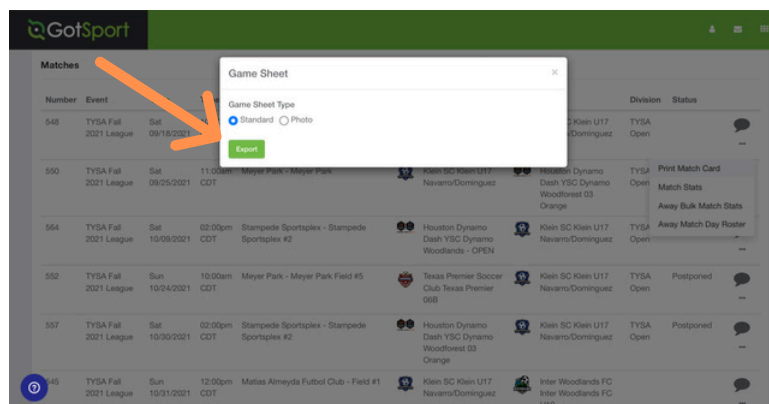 GotSport
Matches
Game Sheet
×
Number Event Division Status
Game Sheet Type
Standard Photo
Export
548 TYSA Fall 2021 League Sat 09/18/2021 Klein U17 /Dominguez TYSA Open
550 TYSA Fall 2021 League Sat 09/25/2021 11:00am CDT Meyer Park - Meyer Park Klein SC Klein U17 Navarro/Dominguez Houston Dynamo Dash YSC Dynamo Woodforest 03 Orange TYSA Open
Print Match Card
Match Stats
Away Bulk Match Stats
Away Match Day Roster
564 TYSA Fall 2021 League Sat 10/09/2021 02:00pm CDT Stampede Sportsplex - Stampede Sportsplex #2 Houston Dynamo Dash YSC Dynamo Woodlands - OPEN Klein SC Klein U17 Navarro/Dominguez TYSA Open
552 TYSA Fall 2021 League Sun 10/24/2021 10:00am CDT Meyer Park - Meyer Park Field #5 Texas Premier Soccer Club Texas Premier 06B Klein SC Klein U17 Navarro/Dominguez TYSA Open Postponed
557 TYSA Fall 2021 League Sat 10/30/2021 02:00pm CDT Stampede Sportsplex - Stampede Sportsplex #2 Houston Dynamo Dash YSC Dynamo Woodforest 03 Orange Klein SC Klein U17 Navarro/Dominguez TYSA Open Postponed
545 TYSA Fall 2021 League Sun 10/31/2021 12:00pm CDT Matias Almeyda Futbol Club - Field #1 Klein SC Klein U17 Navarro/Dominguez Inter Woodlands FC Inter Woodlands FC TYSA Open